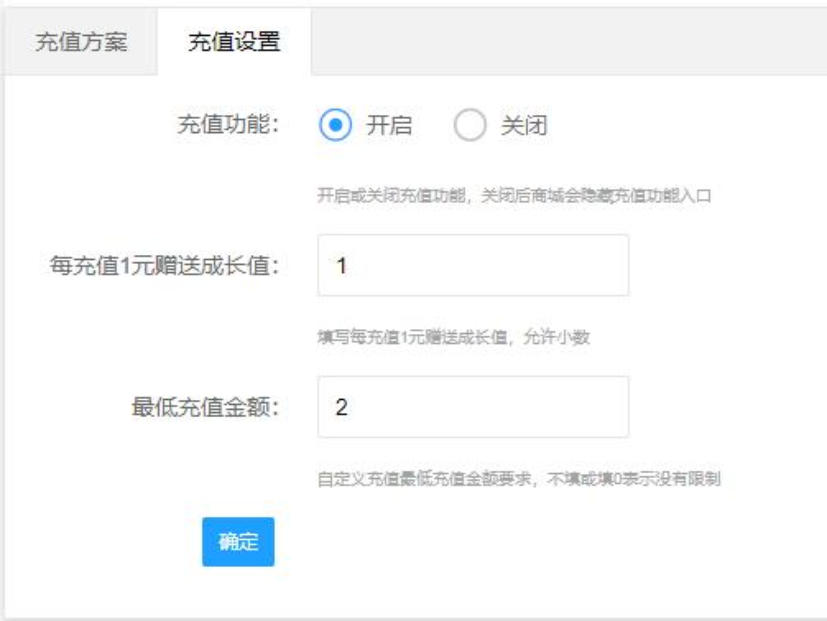 充值方案 充值设置
充值功能： 开启 关闭
开启或关闭充值功能，关闭后商城会隐藏充值功能入口
每充值1元赠送成长值： 1
填写每充值1元赠送成长值，允许小数
最低充值金额： 2
自定义充值最低充值金额要求，不填或填0表示没有限制
确定